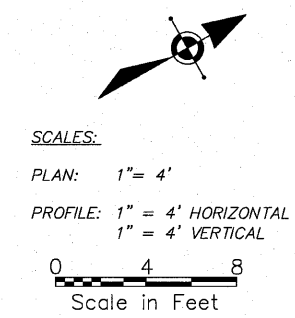 SCALES:
PLAN: 1"= 4'
PROFILE: 1" = 4' HORIZONTAL
1" = 4' VERTICAL
0 4 8
Scale in Feet